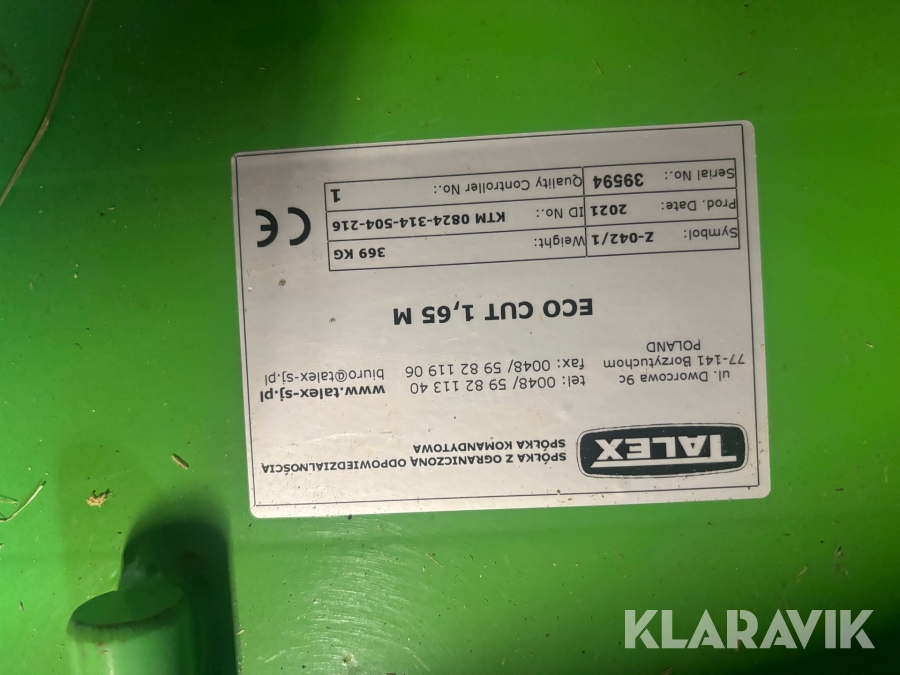 TALEX
SPÓŁKA Z OGRANICZONĄ ODPOWIEDZIALNOŚCIĄ
SPÓŁKA KOMANDYTOWA
ul. Dworcowa 9c
77-141 Borzytuchom
POLAND
tel: 0048/ 59 82 113 40
fax: 0048/ 59 82 119 06
www.talex-sj.pl
biuro@talex-sj.pl
ECO CUT 1,65 M
Symbol: Z-042/1 Weight: 369 KG
Prod. Date: 2021 ID No.: KTM 0824-314-504-216
Serial No.: 39594 Quality Controller No.: 1
CE
KLARAVIK